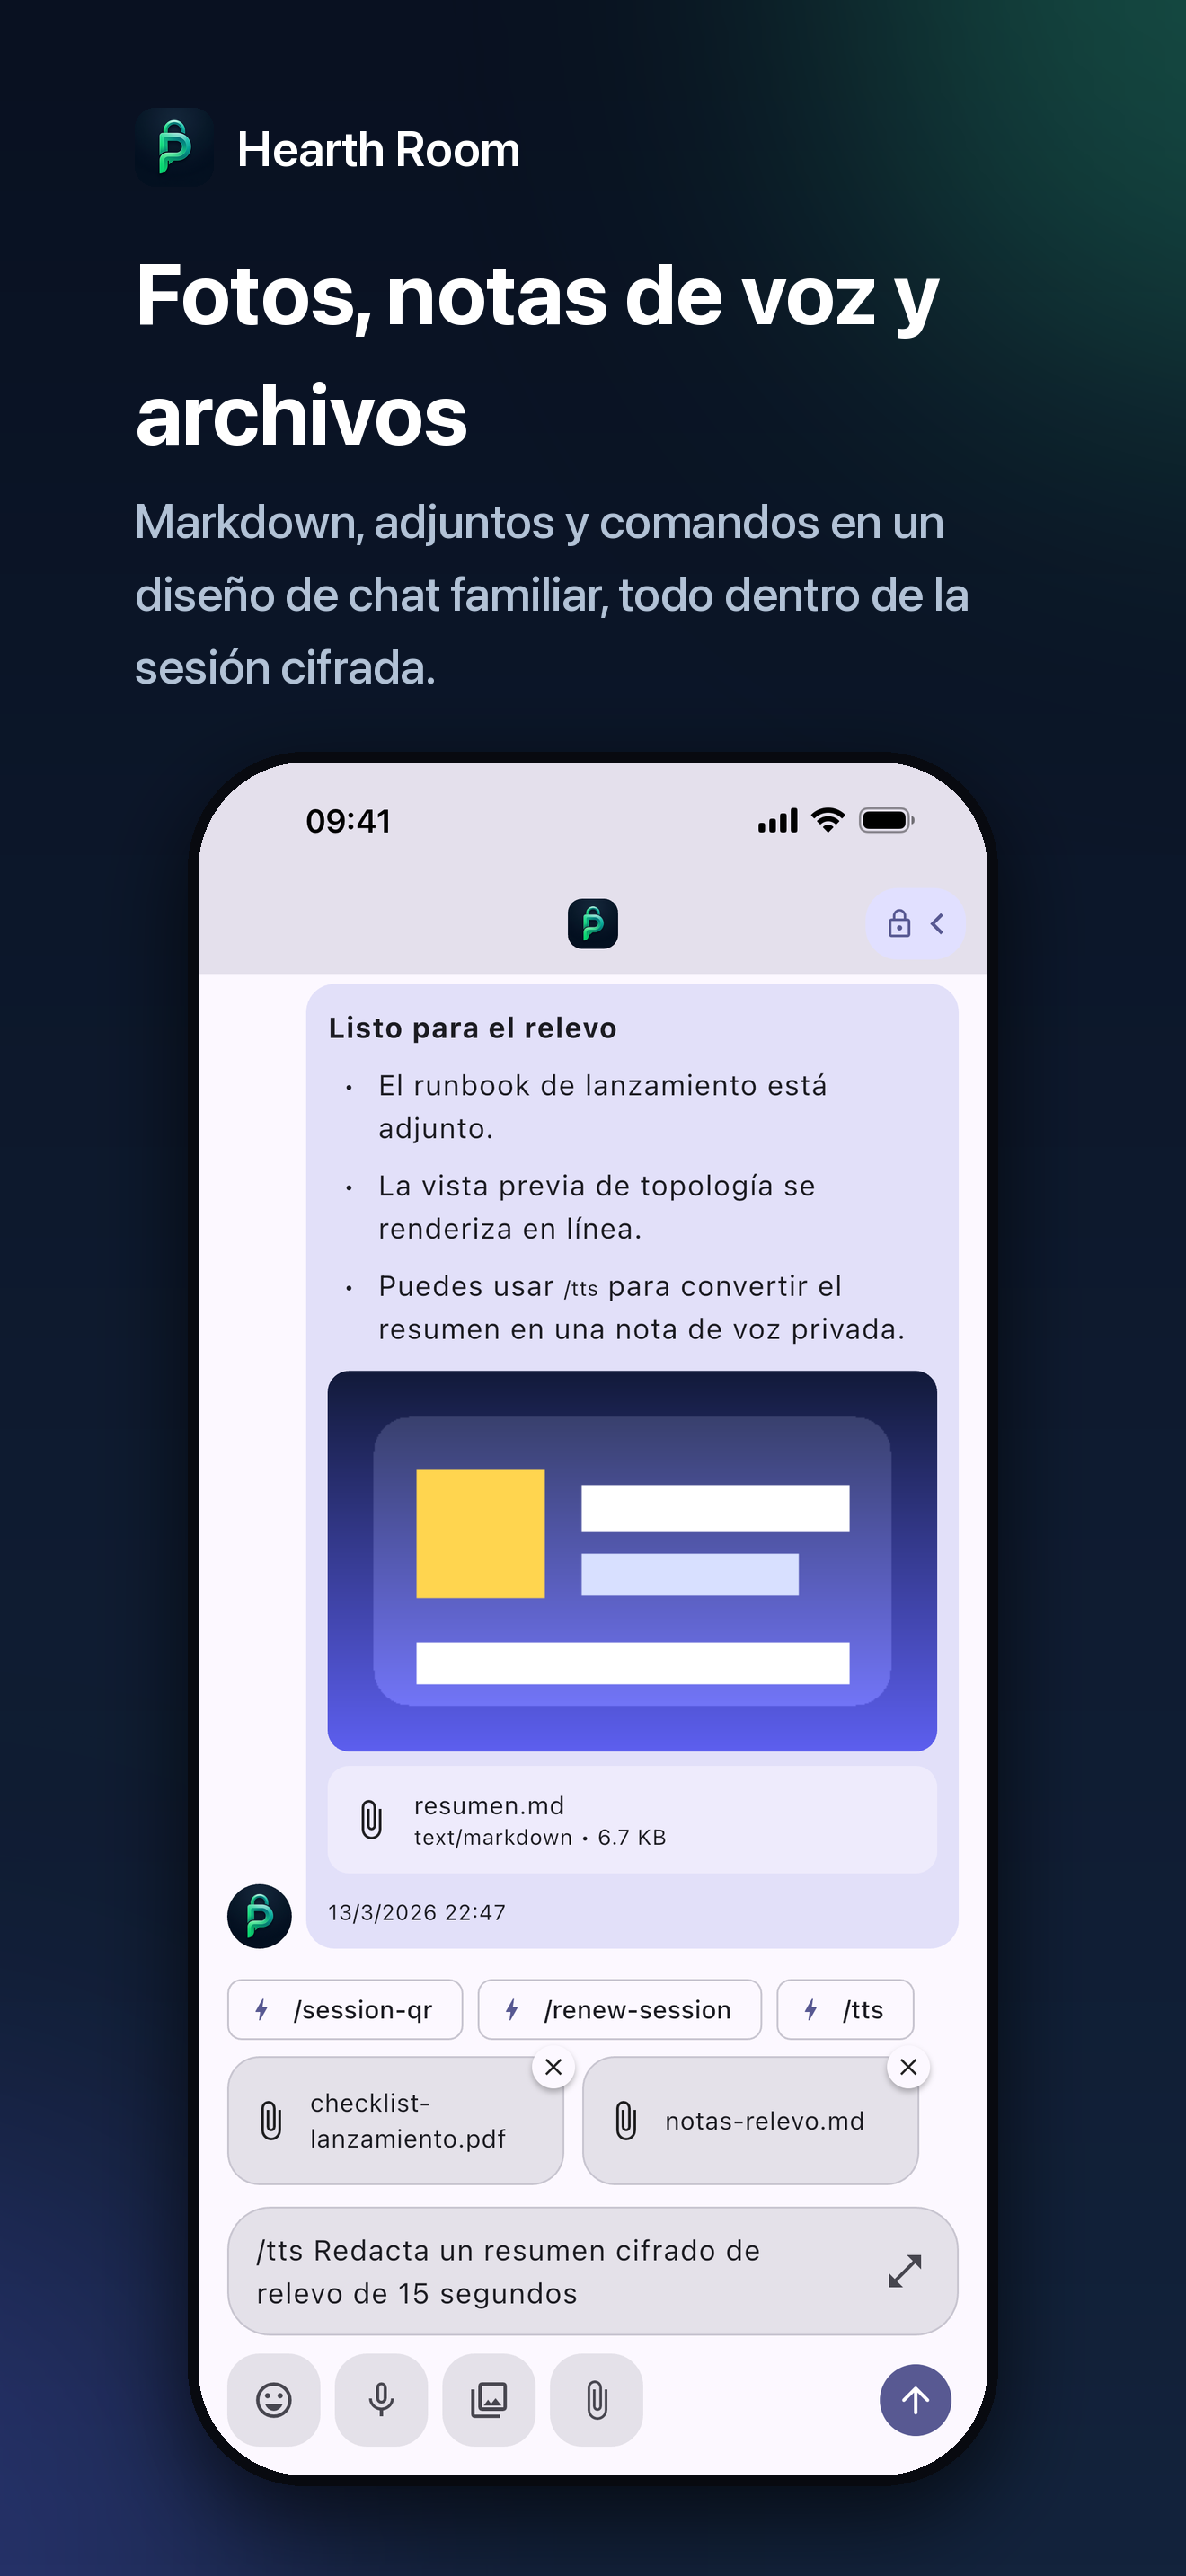 Hearth Room
Fotos, notas de voz y
archivos
Markdown, adjuntos y comandos en un
diseño de chat familiar, todo dentro de la
sesión cifrada.
09:41
Listo para el relevo
• El runbook de lanzamiento está
adjunto.
• La vista previa de topología se
renderiza en línea.
• Puedes usar /tts para convertir el
resumen en una nota de voz privada.
resumen.md
text/markdown • 6.7 KB
13/3/2026 22:47
/session-qr /renew-session /tts
checklist-
lanzamiento.pdf
notas-relevo.md
/tts Redacta un resumen cifrado de
relevo de 15 segundos